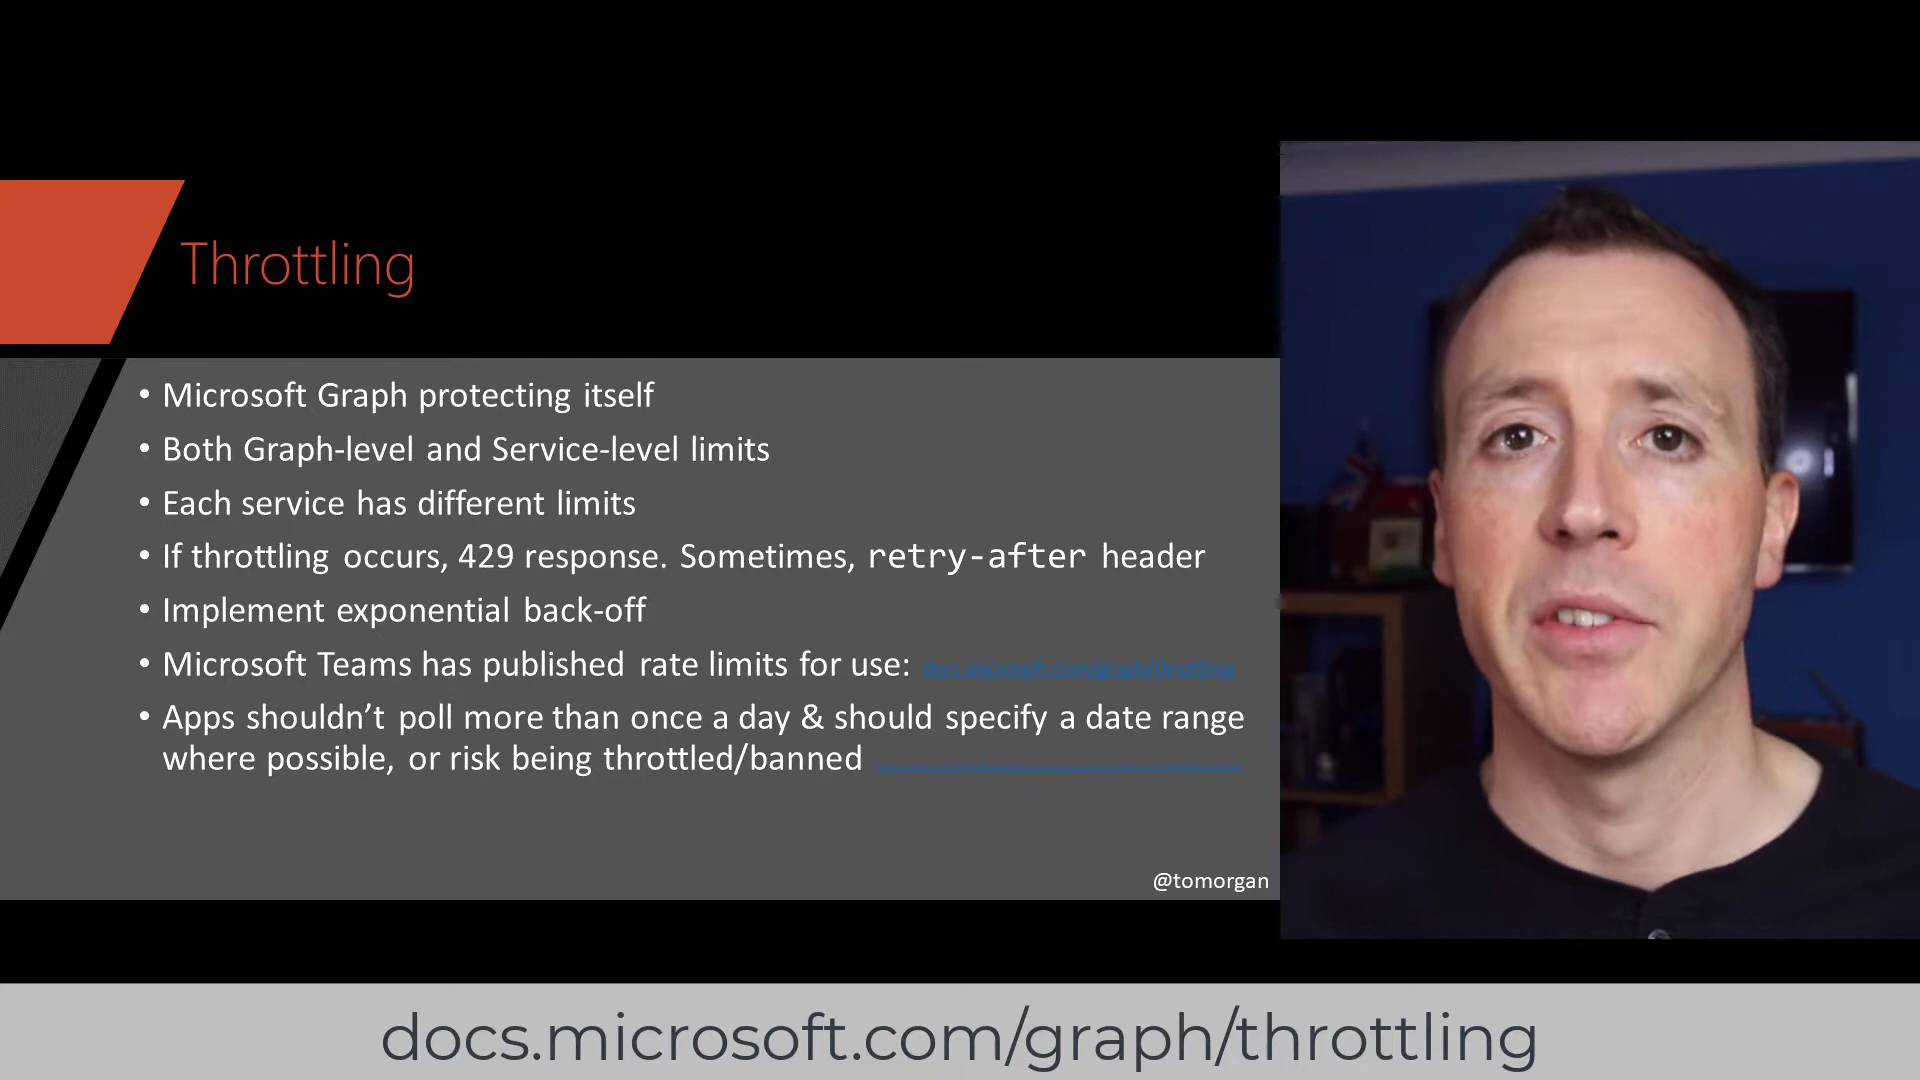 Throttling
• Microsoft Graph protecting itself
• Both Graph-level and Service-level limits
• Each service has different limits
• If throttling occurs, 429 response. Sometimes, retry-after header
• Implement exponential back-off
• Microsoft Teams has published rate limits for use: docs.microsoft.com/graph/throttling
• Apps shouldn’t poll more than once a day & should specify a date range
where possible, or risk being throttled/banned
@tomorgan
docs.microsoft.com/graph/throttling